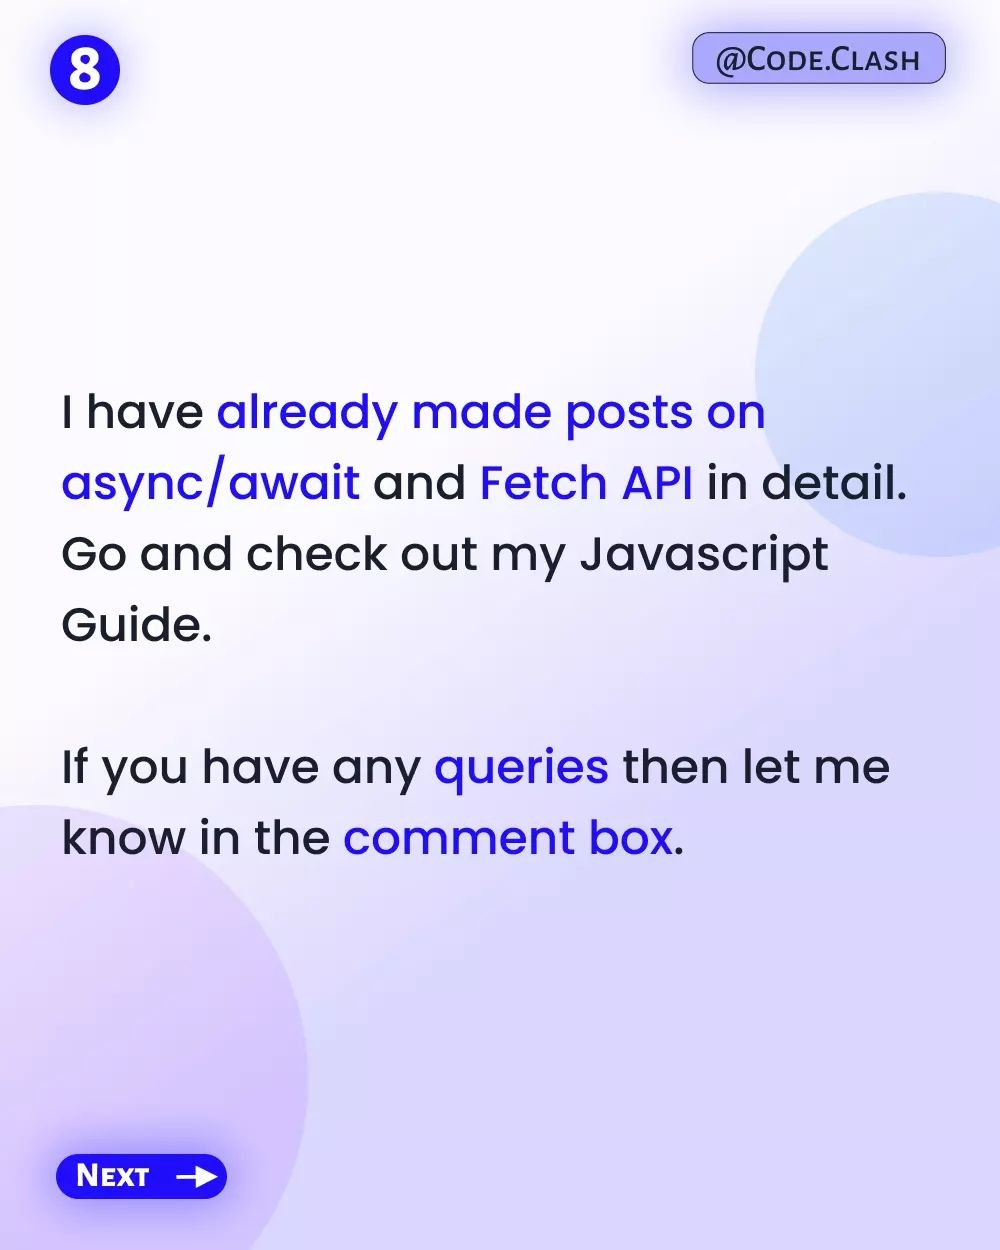 8
@Code.Clash
I have already made posts on
async/await and Fetch API in detail.
Go and check out my Javascript
Guide.
If you have any queries then let me
know in the comment box.
Next